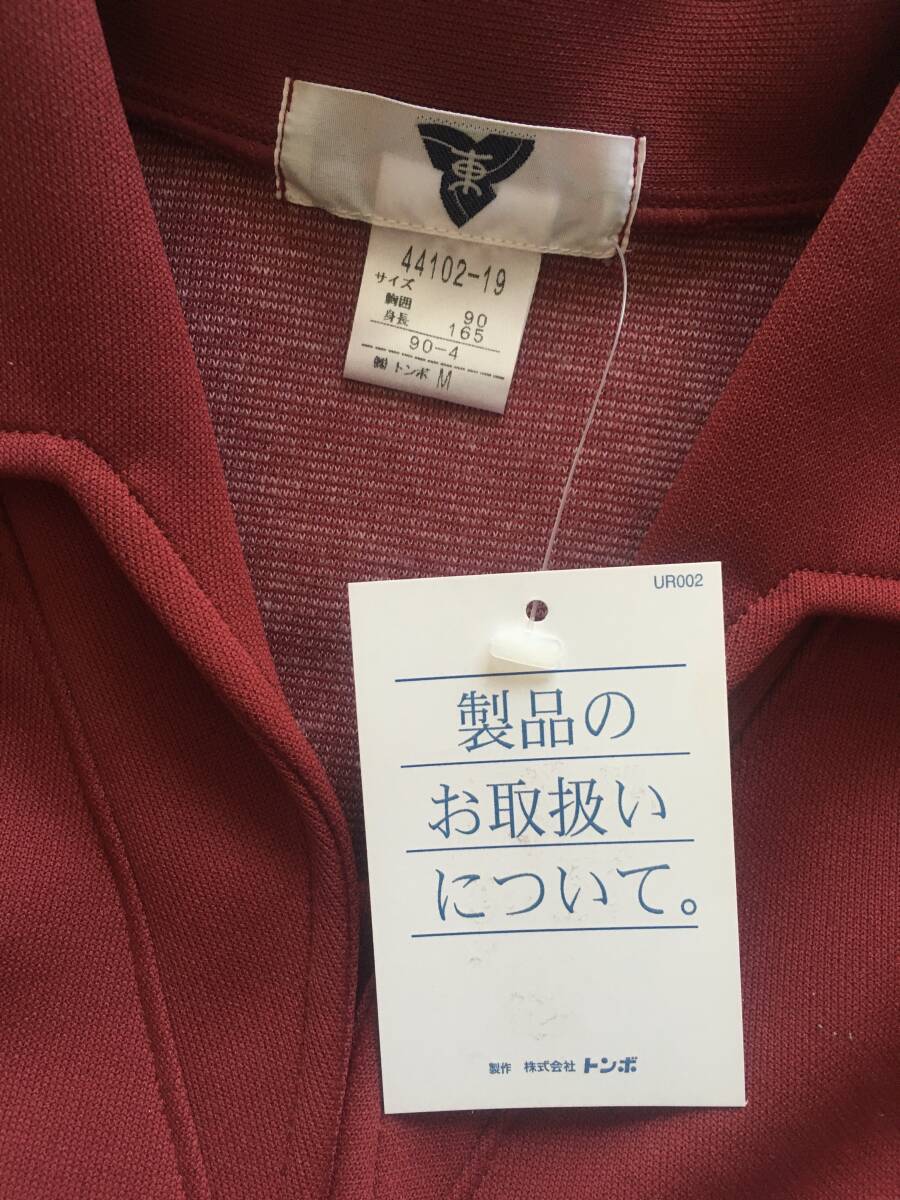 東
44102-19
サイズ
胸囲 90
身長 165
90-4
㈱ トンボ M
UR002
製品の
お取扱い
について。
製作 株式会社 トンボ